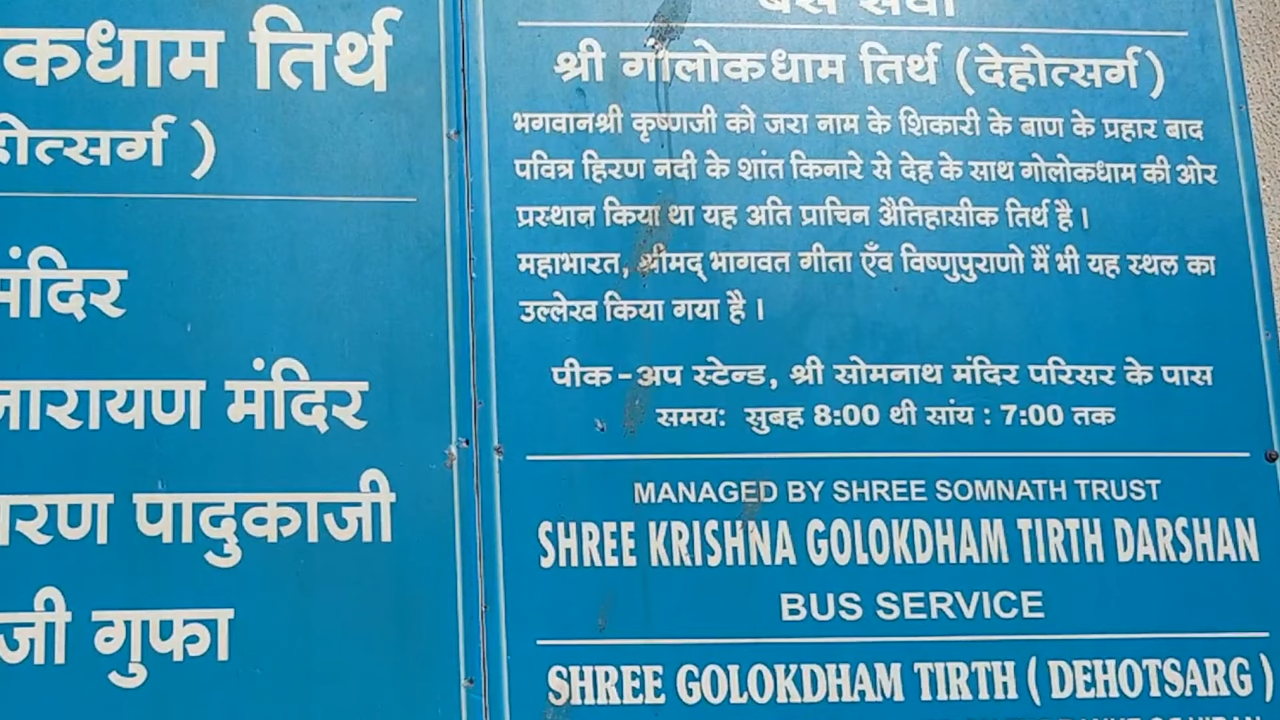 कधाम तिर्थ
होत्सर्ग )
मंदिर
नारायण मंदिर
पादुकाजी
जी गुफा
बस सेवा
श्री गौलोकधाम तिर्थ (देहोत्सर्ग)
भगवानश्री कृष्णजी को जरा नाम के शिकारी के बाण के प्रहार बाद
पवित्र हिरण नदी के शांत किनारे से देह के साथ गोलोकधाम की ओर
प्रस्थान किया था यह अति प्राचिन अैतिहासीक तिर्थ है।
महाभारत, श्रीमद् भागवत गीता एँव विष्णुपुराणो मैं भी यह स्थल का
उल्लेख किया गया है।
पीक-अप स्टेन्ड, श्री सोमनाथ मंदिर परिसर के पास
समय: सुबह 8:00 थी सांय : 7:00 तक
MANAGED BY SHREE SOMNATH TRUST
SHREE KRISHNA GOLOKDHAM TIRTH DARSHAN
BUS SERVICE
SHREE GOLOKDHAM TIRTH ( DEHOTSARG )